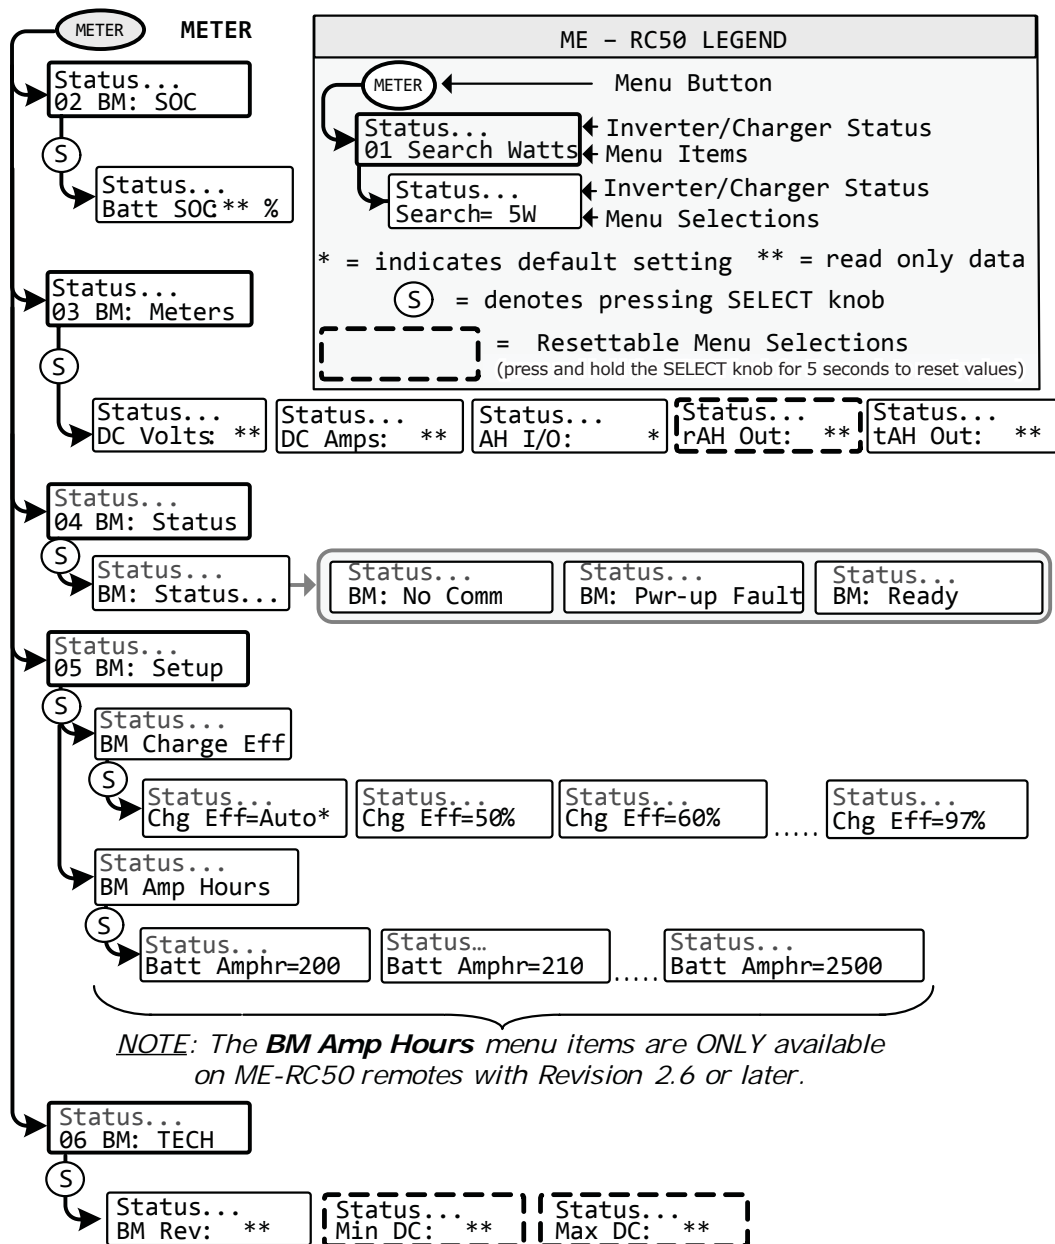 METER METER
Status...
02 BM: SOC
S
Status...
Batt SOC:** %
ME – RC50 LEGEND
METER Menu Button
Status... Inverter/Charger Status
01 Search Watts Menu Items
Status... Inverter/Charger Status
Search= 5W Menu Selections
* = indicates default setting ** = read only data
S = denotes pressing SELECT knob
= Resettable Menu Selections
(press and hold the SELECT knob for 5 seconds to reset values)
Status...
03 BM: Meters
S
Status... Status... Status... Status... Status...
DC Volts: ** DC Amps: ** AH I/O: * rAH Out: ** tAH Out: **
Status...
04 BM: Status
S
Status... Status... Status... Status...
BM: Status... BM: No Comm BM: Pwr-up Fault BM: Ready
Status...
05 BM: Setup
S
Status...
BM Charge Eff
S
Status... Status... Status... Status...
Chg Eff=Auto* Chg Eff=50% Chg Eff=60% ..... Chg Eff=97%
Status...
BM Amp Hours
S
Status... Status… Status...
Batt Amphr=200 Batt Amphr=210 ..... Batt Amphr=2500
NOTE: The BM Amp Hours menu items are ONLY available
on ME-RC50 remotes with Revision 2.6 or later.
Status...
06 BM: TECH
S
Status... Status... Status...
BM Rev: ** Min DC: ** Max DC: **